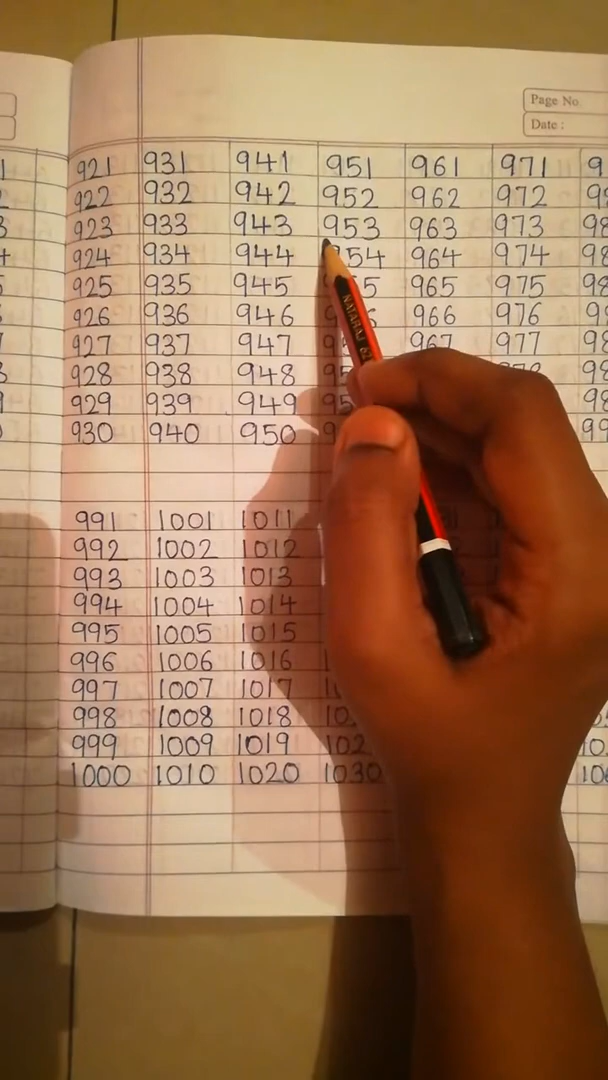 Page No.
Date :
921 931 941 951 961 971
922 932 942 952 962 972
923 933 943 953 963 973
924 934 944 954 964 974
925 935 945 965 975
926 936 946 966 976
927 937 947 967 977
928 938 948
929 939 949
930 940 950
NATARAJ
991 1001 1011
992 1002 1012
993 1003 1013
994 1004 1014
995 1005 1015
996 1006 1016
997 1007 1017
998 1008 1018
999 1009 1019
1000 1010 1020 1030